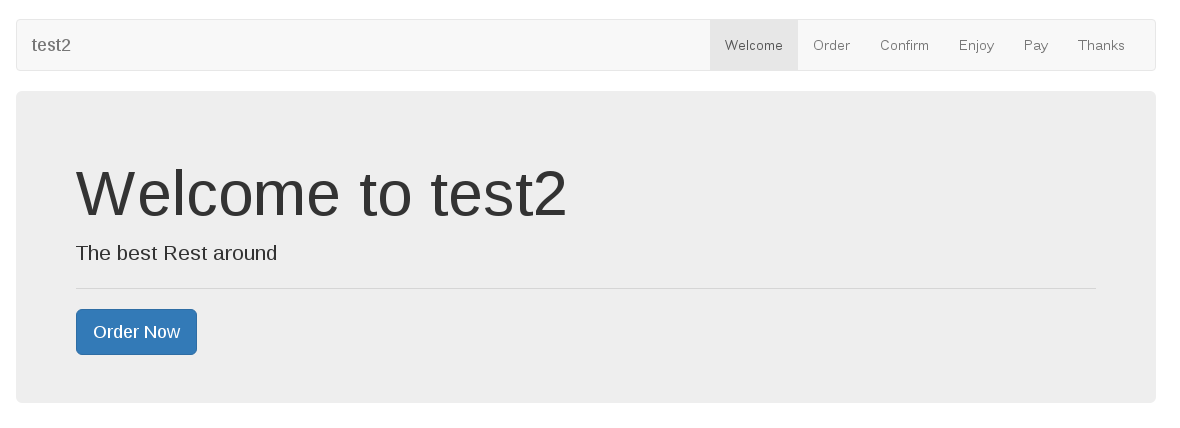 test2 Welcome Order Confirm Enjoy Pay Thanks
Welcome to test2
The best Rest around
Order Now